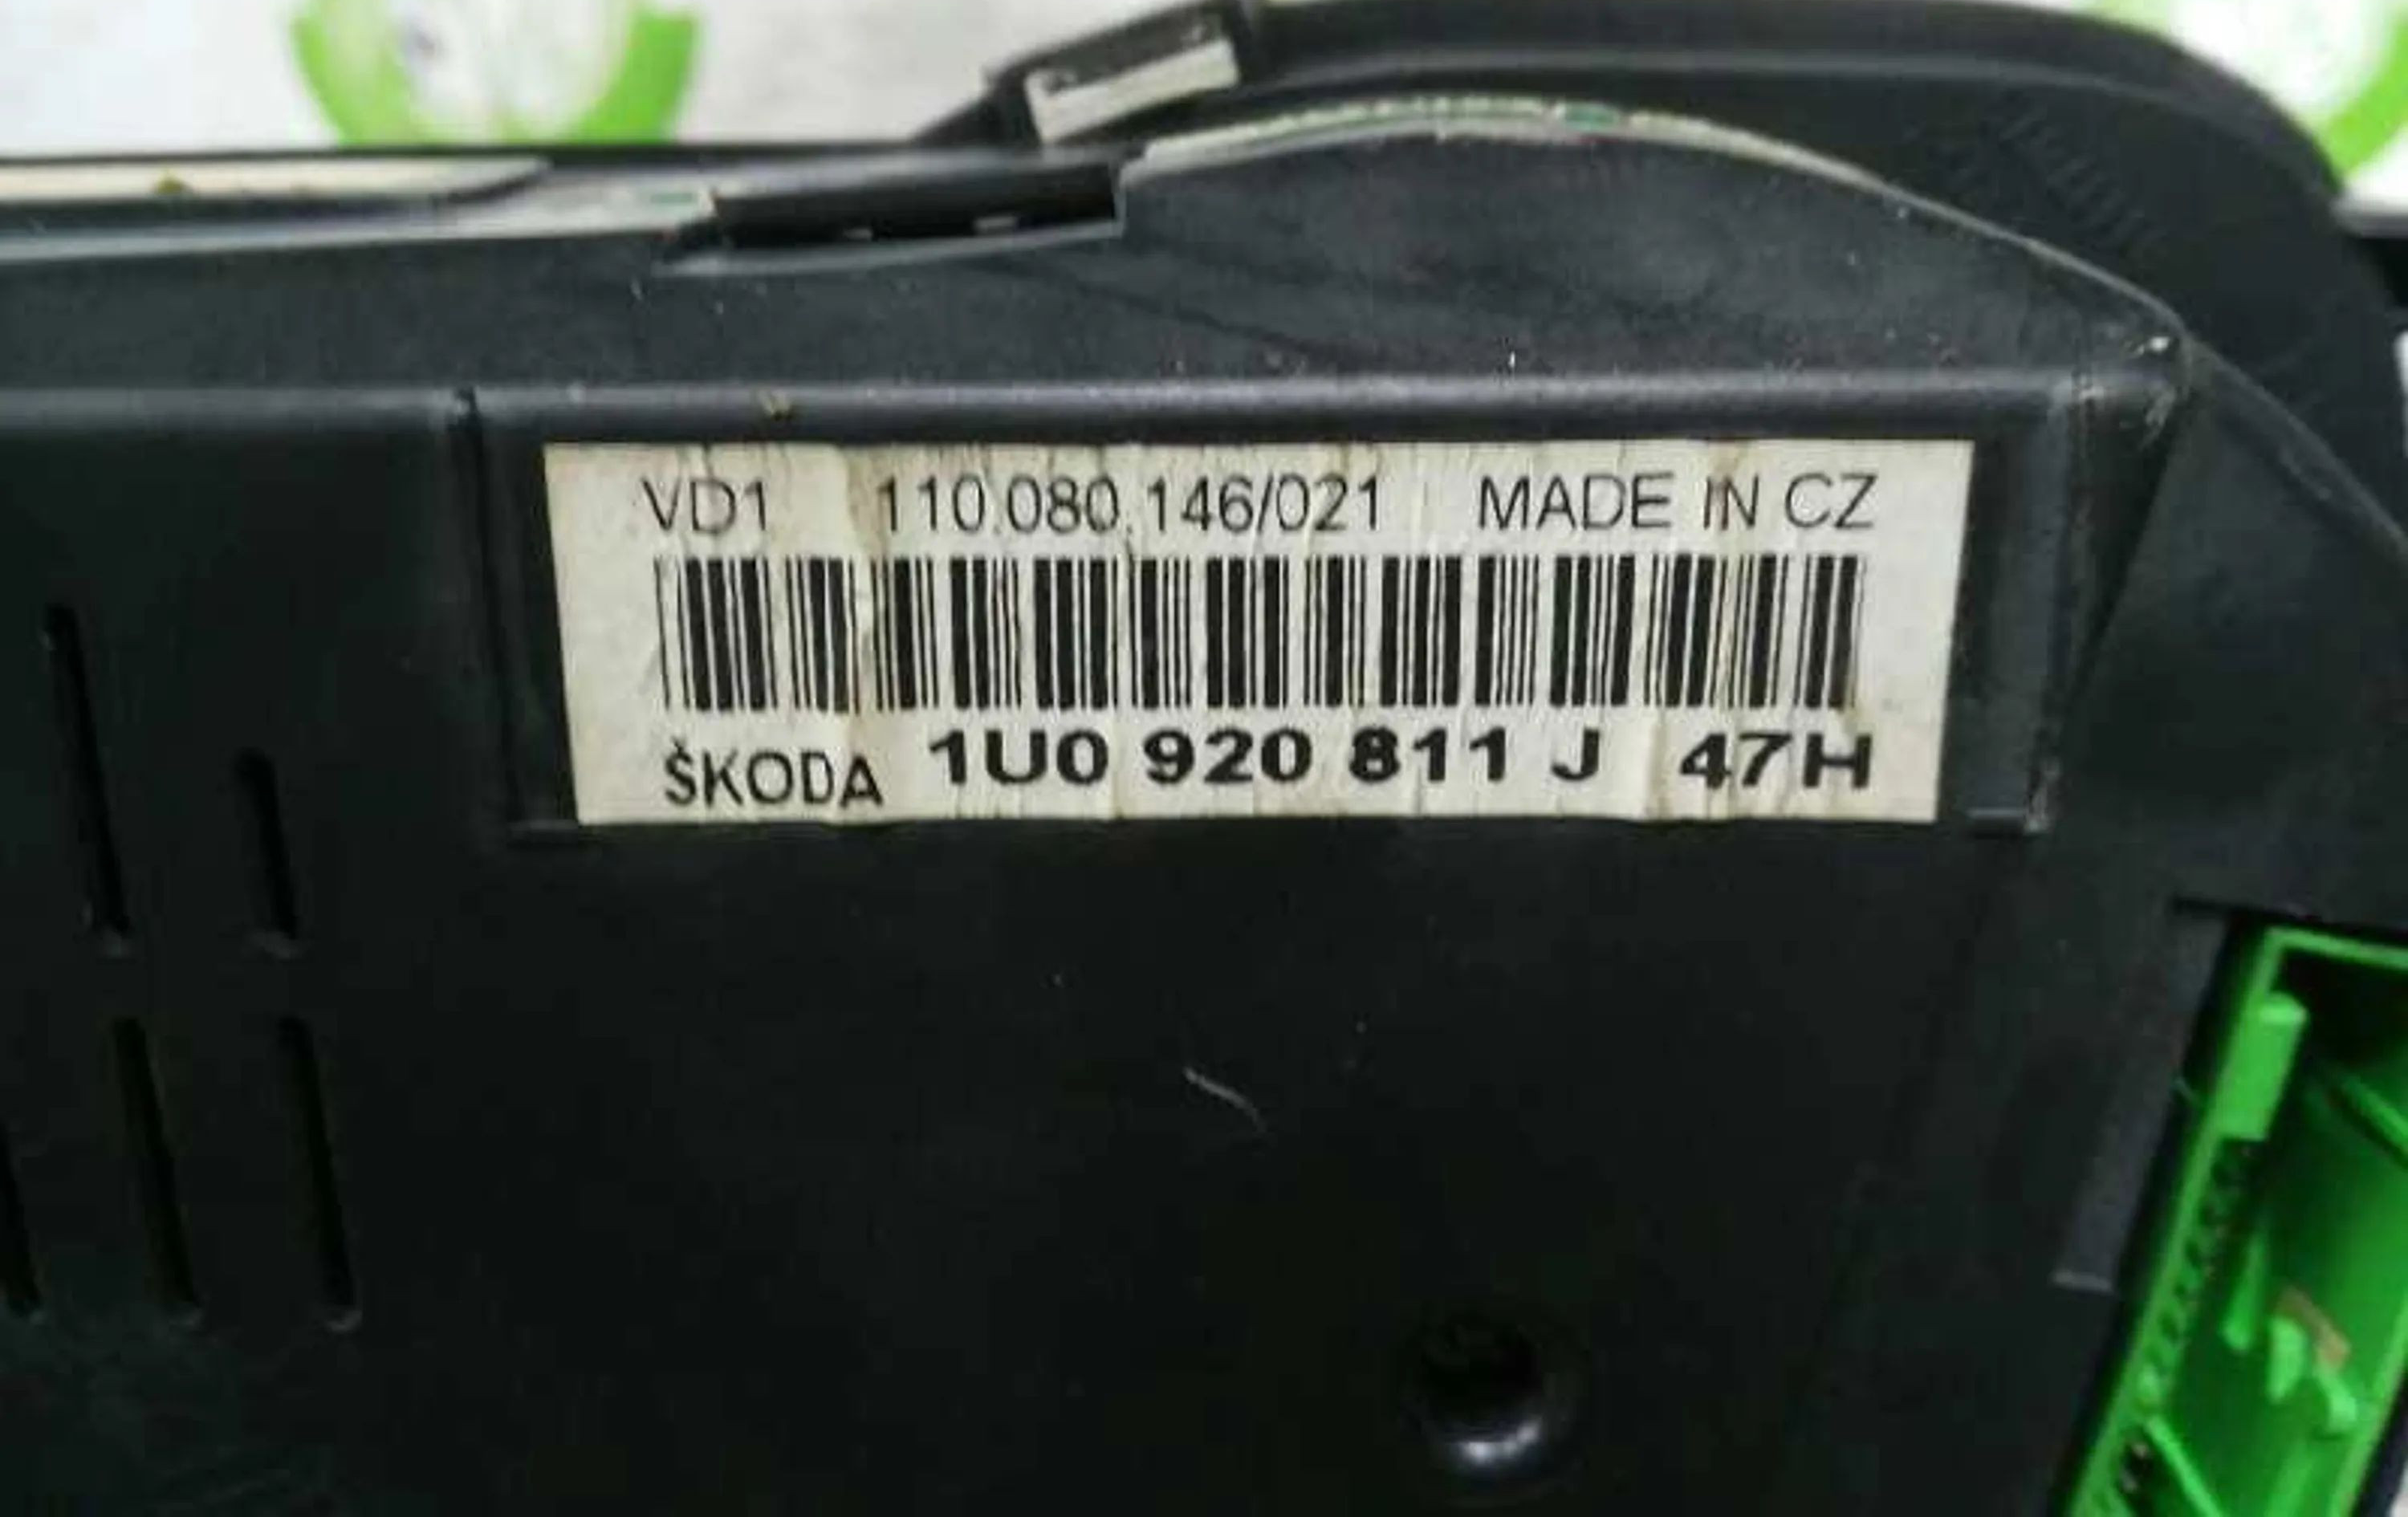 VD1 110.080.146/021 MADE IN CZ
ŠKODA 1U0 920 811 J 47H